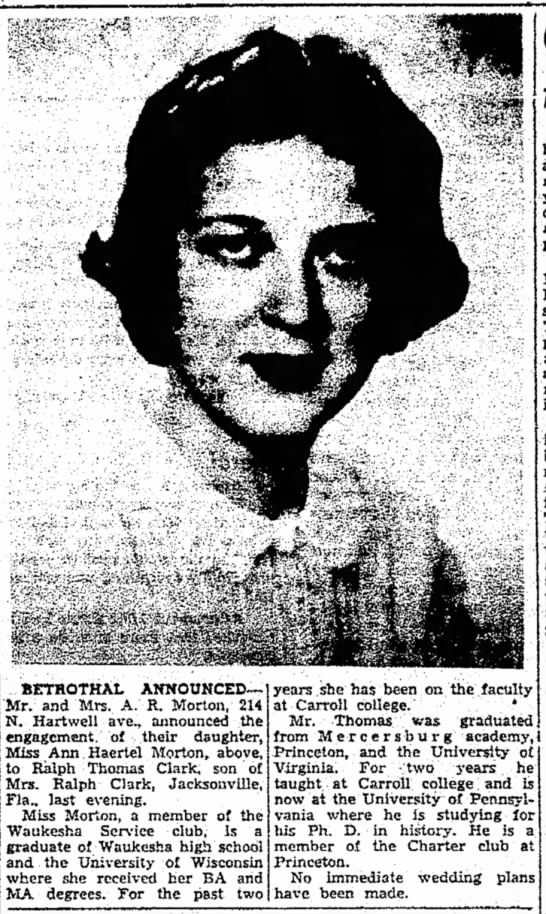 BETROTHAL ANNOUNCED—
Mr. and Mrs. A. R. Morton, 214
N. Hartwell ave., announced the
engagement of their daughter,
Miss Ann Haertel Morton, above,
to Ralph Thomas Clark, son of
Mrs. Ralph Clark, Jacksonville,
Fla., last evening.
Miss Morton, a member of the
Waukesha Service club, is a
graduate of Waukesha high school
and the University of Wisconsin
where she received her BA and
MA degrees. For the past two
years she has been on the faculty
at Carroll college.
Mr. Thomas was graduated
from Mercersburg academy,
Princeton, and the University of
Virginia. For two years he
taught at Carroll college and is
now at the University of Pennsyl-
vania where he is studying for
his Ph. D. in history. He is a
member of the Charter club at
Princeton.
No immediate wedding plans
have been made.